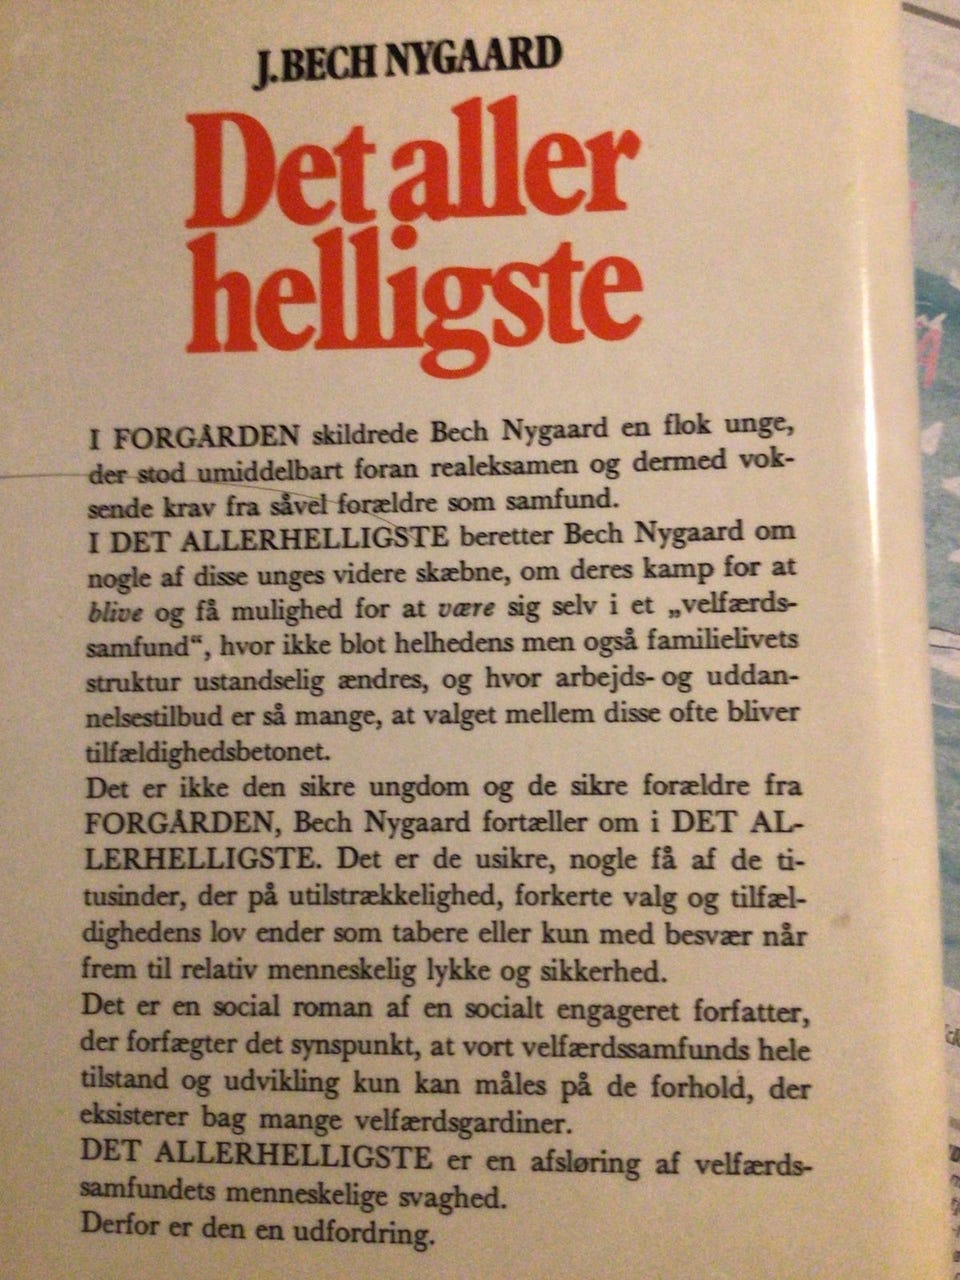 J. BECH NYGAARD
Det aller
helligste
I FORGÅRDEN skildrede Bech Nygaard en flok unge,
der stod umiddelbart foran realeksamen og dermed vok-
sende krav fra såvel forældre som samfund.
I DET ALLERHELLIGSTE beretter Bech Nygaard om
nogle af disse unges videre skæbne, om deres kamp for at
blive og få mulighed for at være sig selv i et „velfærds-
samfund“, hvor ikke blot helhedens men også familielivets
struktur ustandselig ændres, og hvor arbejds- og uddan-
nelsestilbud er så mange, at valget mellem disse ofte bliver
tilfældighedsbetonet.
Det er ikke den sikre ungdom og de sikre forældre fra
FORGÅRDEN, Bech Nygaard fortæller om i DET AL-
LERHELLIGSTE. Det er de usikre, nogle få af de ti-
tusinder, der på utilstrækkelighed, forkerte valg og tilfæl-
dighedens lov ender som tabere eller kun med besvær når
frem til relativ menneskelig lykke og sikkerhed.
Det er en social roman af en socialt engageret forfatter,
der forfægter det synspunkt, at vort velfærdssamfunds hele
tilstand og udvikling kun kan måles på de forhold, der
eksisterer bag mange velfærdsgardiner.
DET ALLERHELLIGSTE er en afsløring af velfærds-
samfundets menneskelige svaghed.
Derfor er den en udfordring.